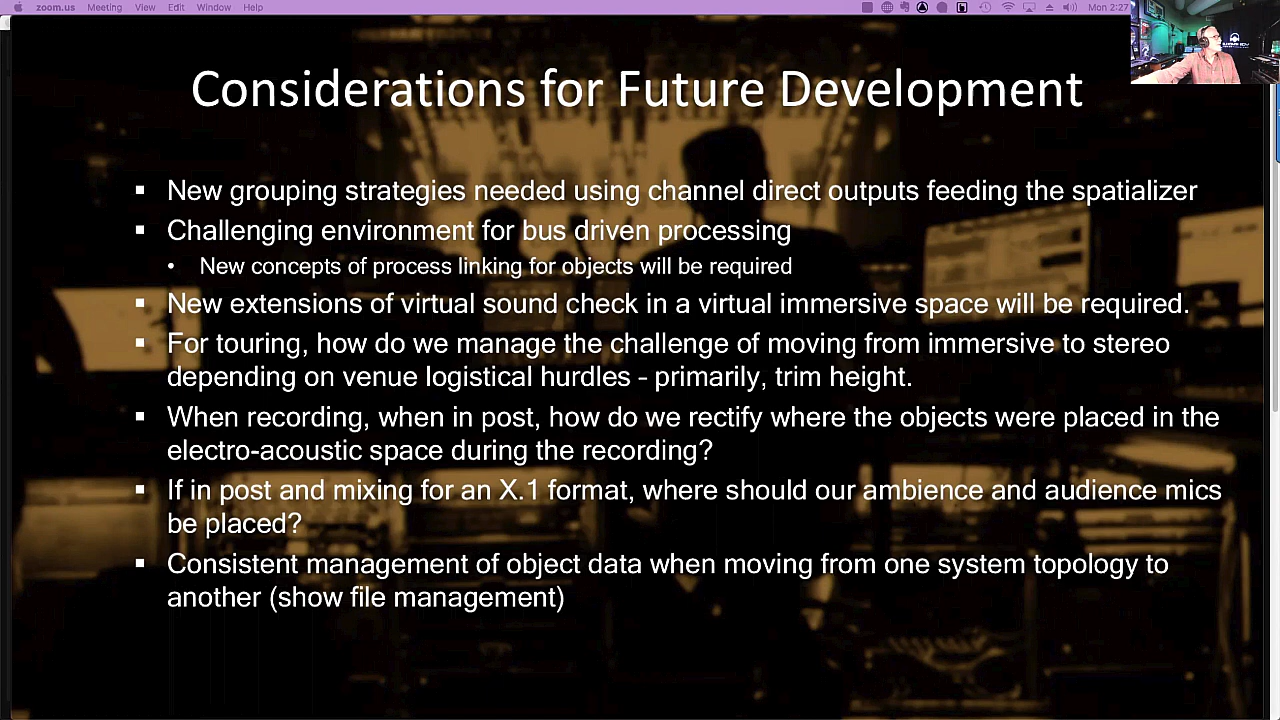 zoom.us Meeting View Edit Window Help Mon 2:27
Considerations for Future Development
▪ New grouping strategies needed using channel direct outputs feeding the spatializer
▪ Challenging environment for bus driven processing
• New concepts of process linking for objects will be required
▪ New extensions of virtual sound check in a virtual immersive space will be required.
▪ For touring, how do we manage the challenge of moving from immersive to stereo
depending on venue logistical hurdles - primarily, trim height.
▪ When recording, when in post, how do we rectify where the objects were placed in the
electro-acoustic space during the recording?
▪ If in post and mixing for an X.1 format, where should our ambience and audience mics
be placed?
▪ Consistent management of object data when moving from one system topology to
another (show file management)